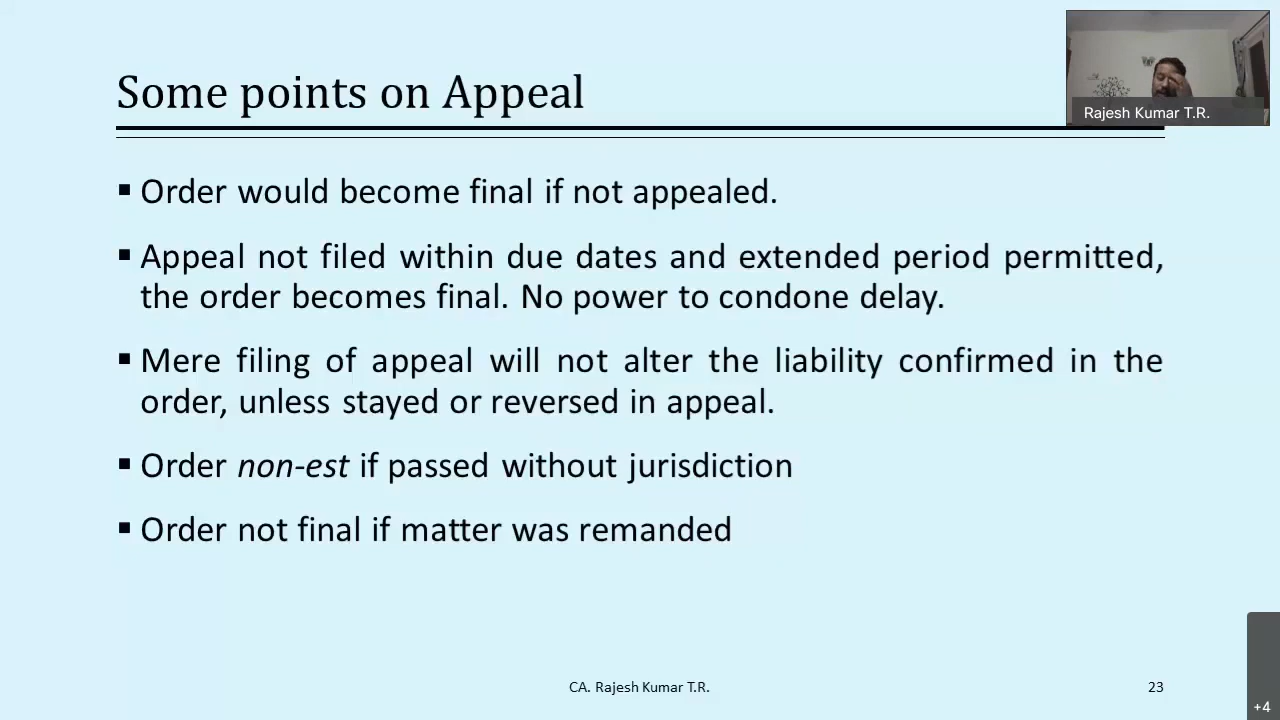 Some points on Appeal
Rajesh Kumar T.R.
▪ Order would become final if not appealed.
▪ Appeal not filed within due dates and extended period permitted,
the order becomes final. No power to condone delay.
▪ Mere filing of appeal will not alter the liability confirmed in the
order, unless stayed or reversed in appeal.
▪ Order non-est if passed without jurisdiction
▪ Order not final if matter was remanded
CA. Rajesh Kumar T.R.
23
+4